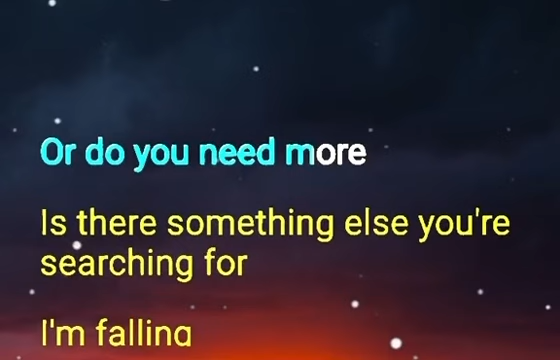 Or do you need more
Is there something else you're
searching for
I'm falling